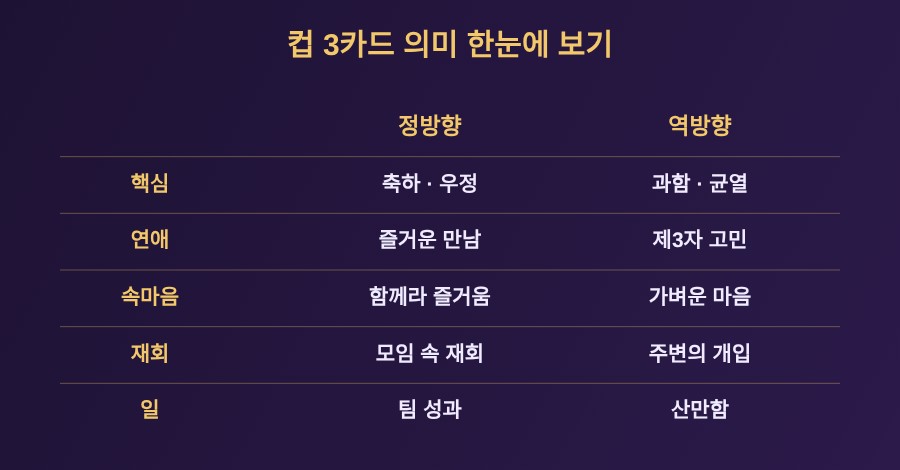 컵 3카드 의미 한눈에 보기
정방향 역방향
핵심 축하 · 우정 과함 · 균열
연애 즐거운 만남 제3자 고민
속마음 함께라 즐거움 가벼운 마음
재회 모임 속 재회 주변의 개입
일 팀 성과 산만함